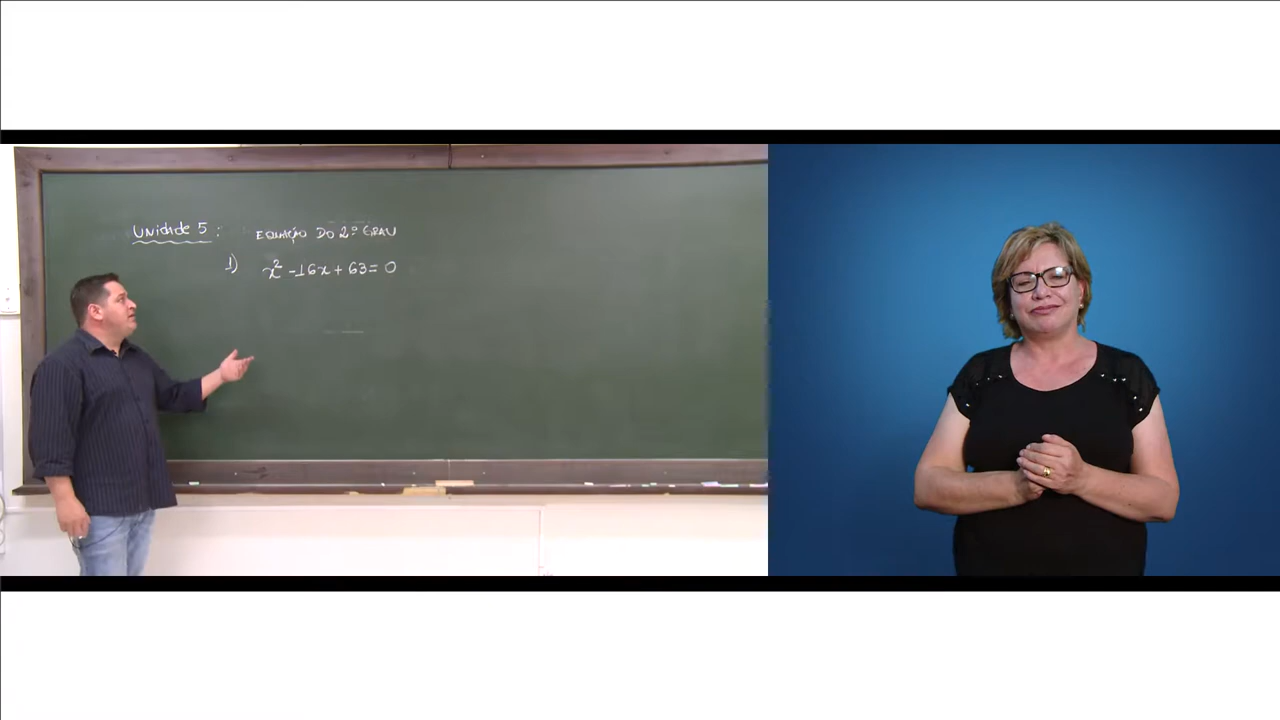 Unidade 5: EQUAÇÃO DO 2º GRAU
1) x² -16x + 63 = 0